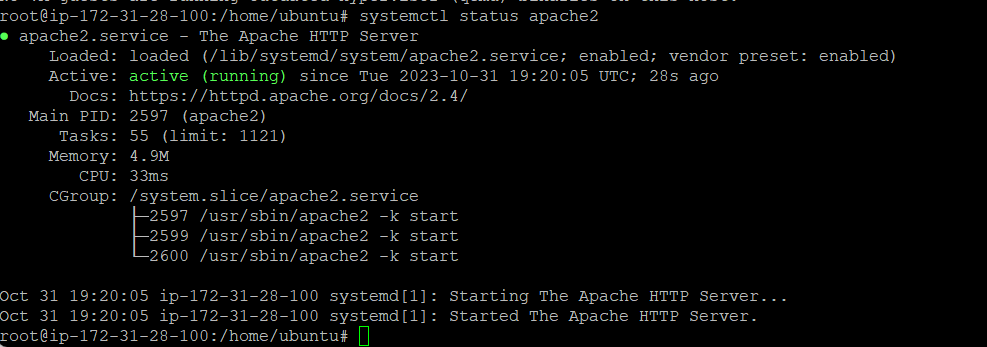 root@ip-172-31-28-100:/home/ubuntu# systemctl status apache2
● apache2.service - The Apache HTTP Server
     Loaded: loaded (/lib/systemd/system/apache2.service; enabled; vendor preset: enabled)
     Active: active (running) since Tue 2023-10-31 19:20:05 UTC; 28s ago
       Docs: https://httpd.apache.org/docs/2.4/
   Main PID: 2597 (apache2)
      Tasks: 55 (limit: 1121)
     Memory: 4.9M
        CPU: 33ms
     CGroup: /system.slice/apache2.service
             ├─2597 /usr/sbin/apache2 -k start
             ├─2599 /usr/sbin/apache2 -k start
             └─2600 /usr/sbin/apache2 -k start

Oct 31 19:20:05 ip-172-31-28-100 systemd[1]: Starting The Apache HTTP Server...
Oct 31 19:20:05 ip-172-31-28-100 systemd[1]: Started The Apache HTTP Server.
root@ip-172-31-28-100:/home/ubuntu#